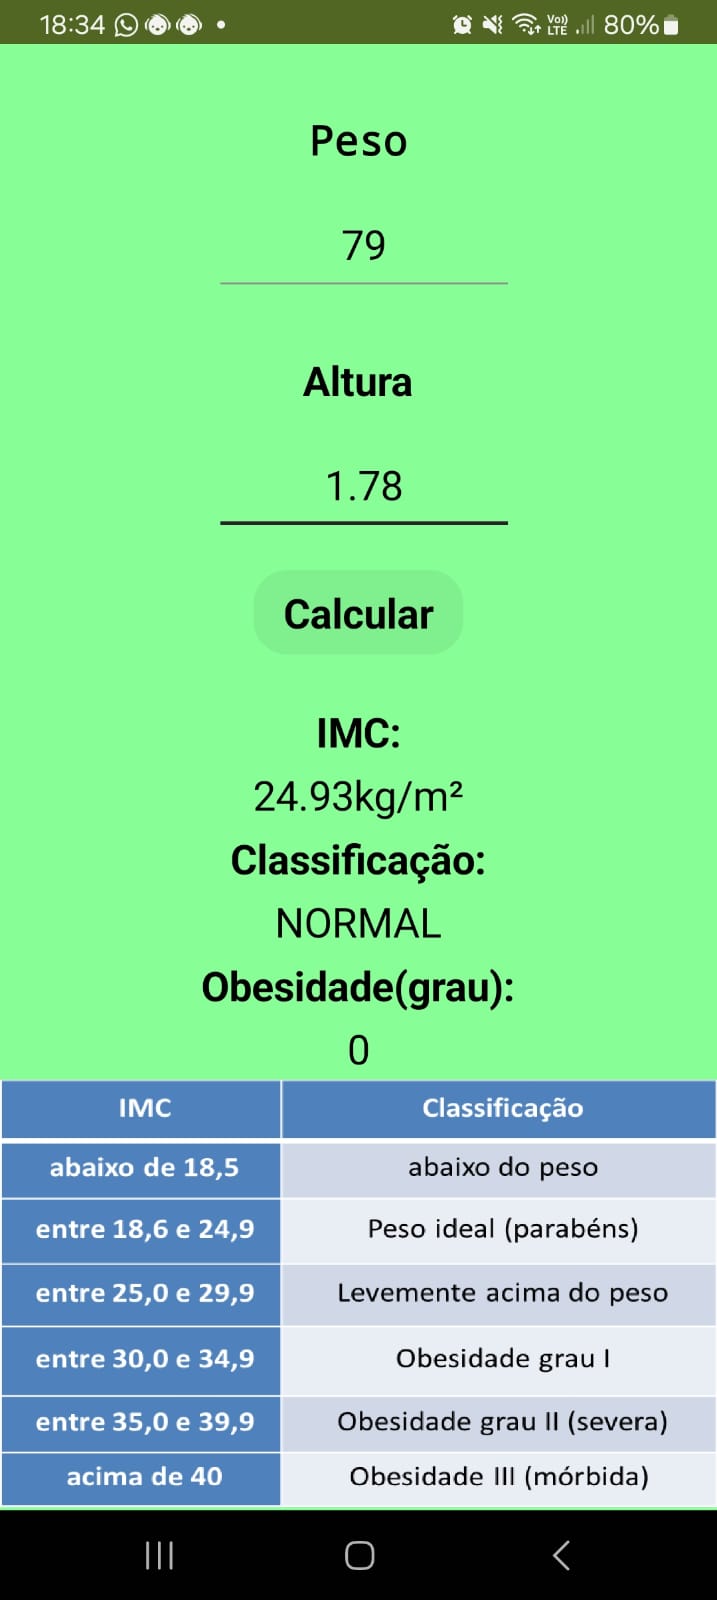 18:34
Vo))
LTE
80%
Peso
79
Altura
1.78
Calcular
IMC:
24.93kg/m²
Classificação:
NORMAL
Obesidade(grau):
0
IMC Classificação
abaixo de 18,5 abaixo do peso
entre 18,6 e 24,9 Peso ideal (parabéns)
entre 25,0 e 29,9 Levemente acima do peso
entre 30,0 e 34,9 Obesidade grau I
entre 35,0 e 39,9 Obesidade grau II (severa)
acima de 40 Obesidade III (mórbida)